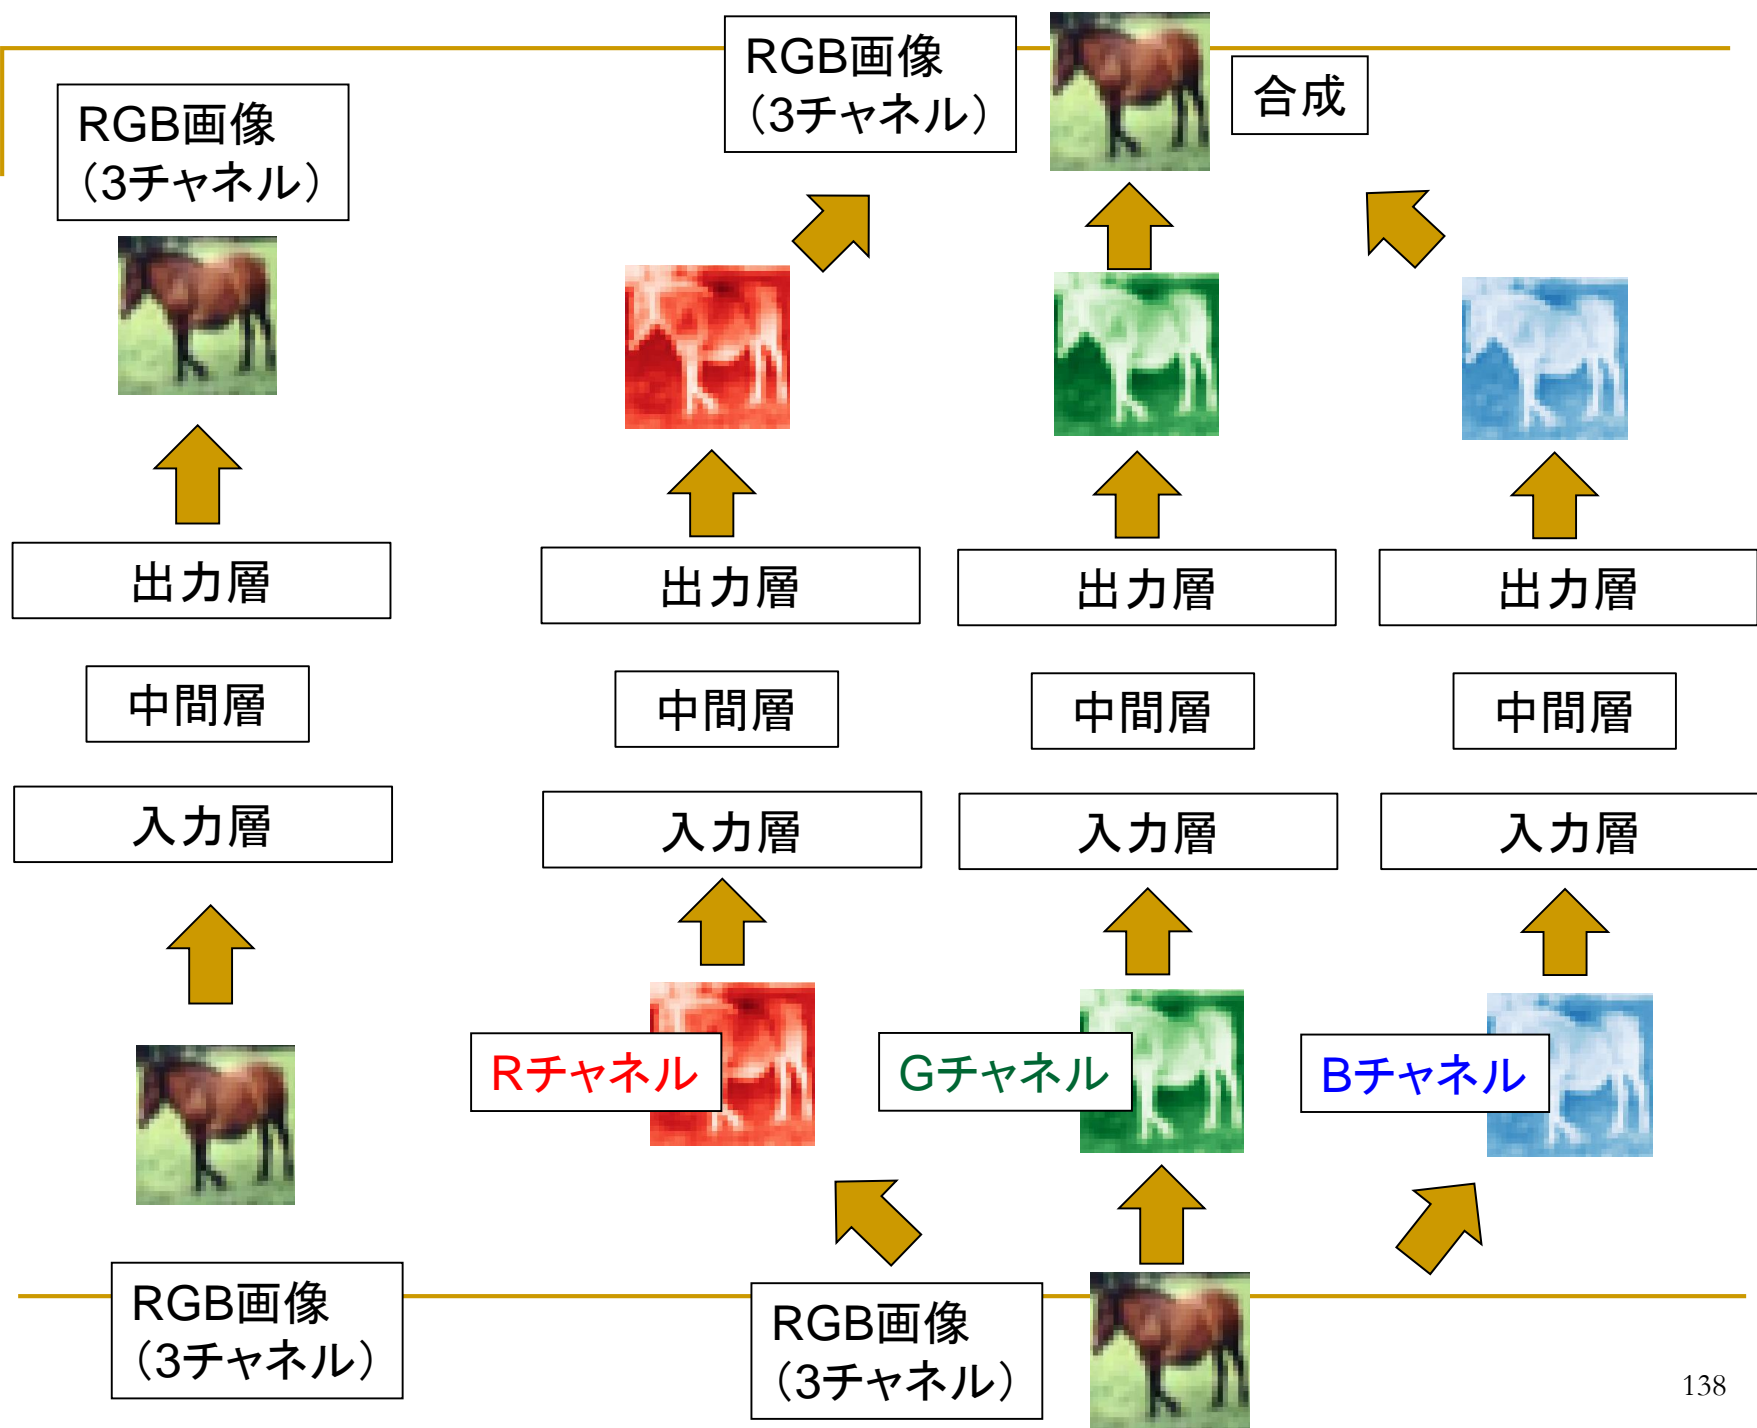 RGB画像
（3チャネル）
合成
RGB画像
（3チャネル）
出力層
出力層
出力層
出力層
中間層
中間層
中間層
中間層
入力層
入力層
入力層
入力層
Rチャネル
Gチャネル
Bチャネル
RGB画像
（3チャネル）
RGB画像
（3チャネル）
138